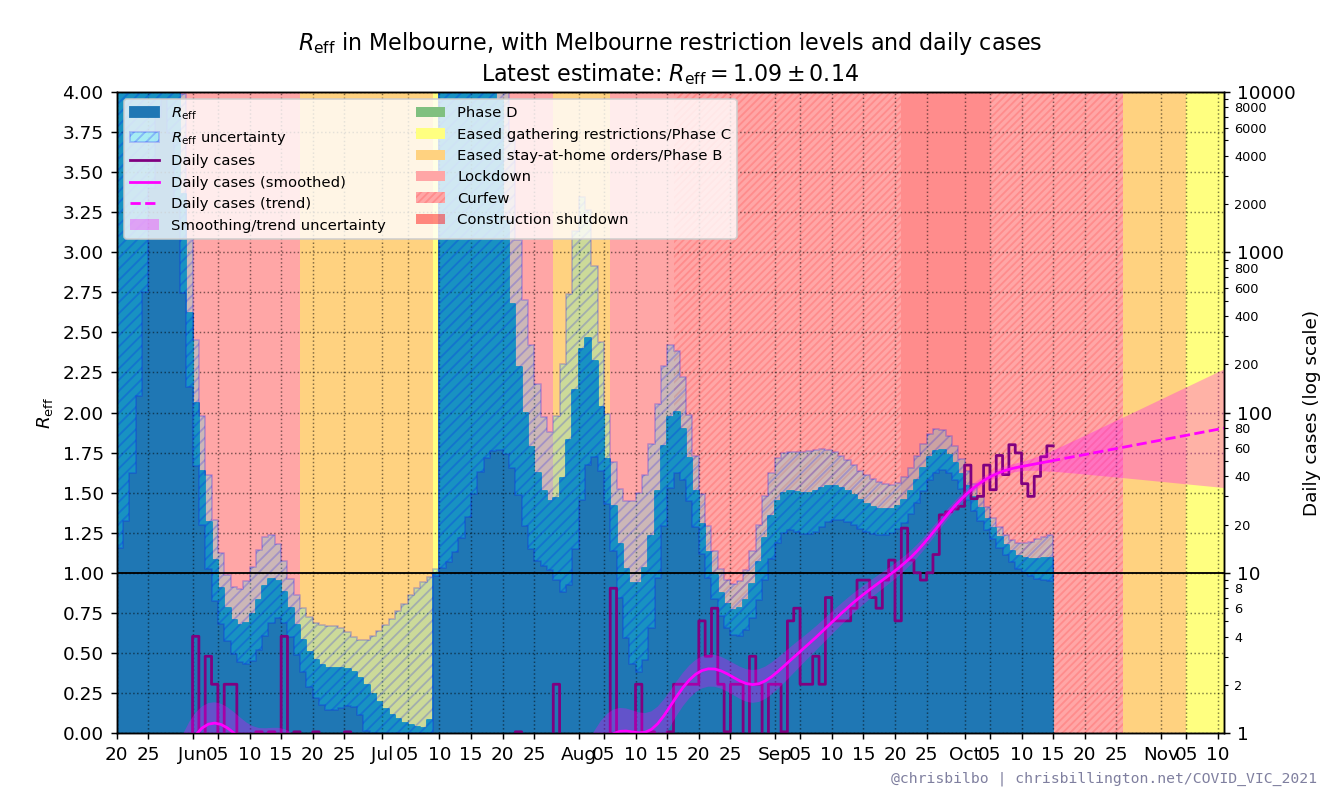 R_eff in Melbourne, with Melbourne restriction levels and daily cases
Latest estimate: R_eff = 1.09 ± 0.14
R_eff
R_eff uncertainty
Daily cases
Daily cases (smoothed)
Daily cases (trend)
Smoothing/trend uncertainty
Phase D
Eased gathering restrictions/Phase C
Eased stay-at-home orders/Phase B
Lockdown
Curfew
Construction shutdown
R_eff
4.00
3.75
3.50
3.25
3.00
2.75
2.50
2.25
2.00
1.75
1.50
1.25
1.00
0.75
0.50
0.25
0.00
10000
8000
6000
4000
2000
1000
800
600
400
200
100
80
60
40
20
10
8
6
4
2
1
Daily cases (log scale)
20 25 Jun 05 10 15 20 25 Jul 05 10 15 20 25 Aug 05 10 15 20 25 Sep 05 10 15 20 25 Oct 05 10 15 20 25 Nov 05 10
@chrisbilbo | chrisbillington.net/COVID_VIC_2021